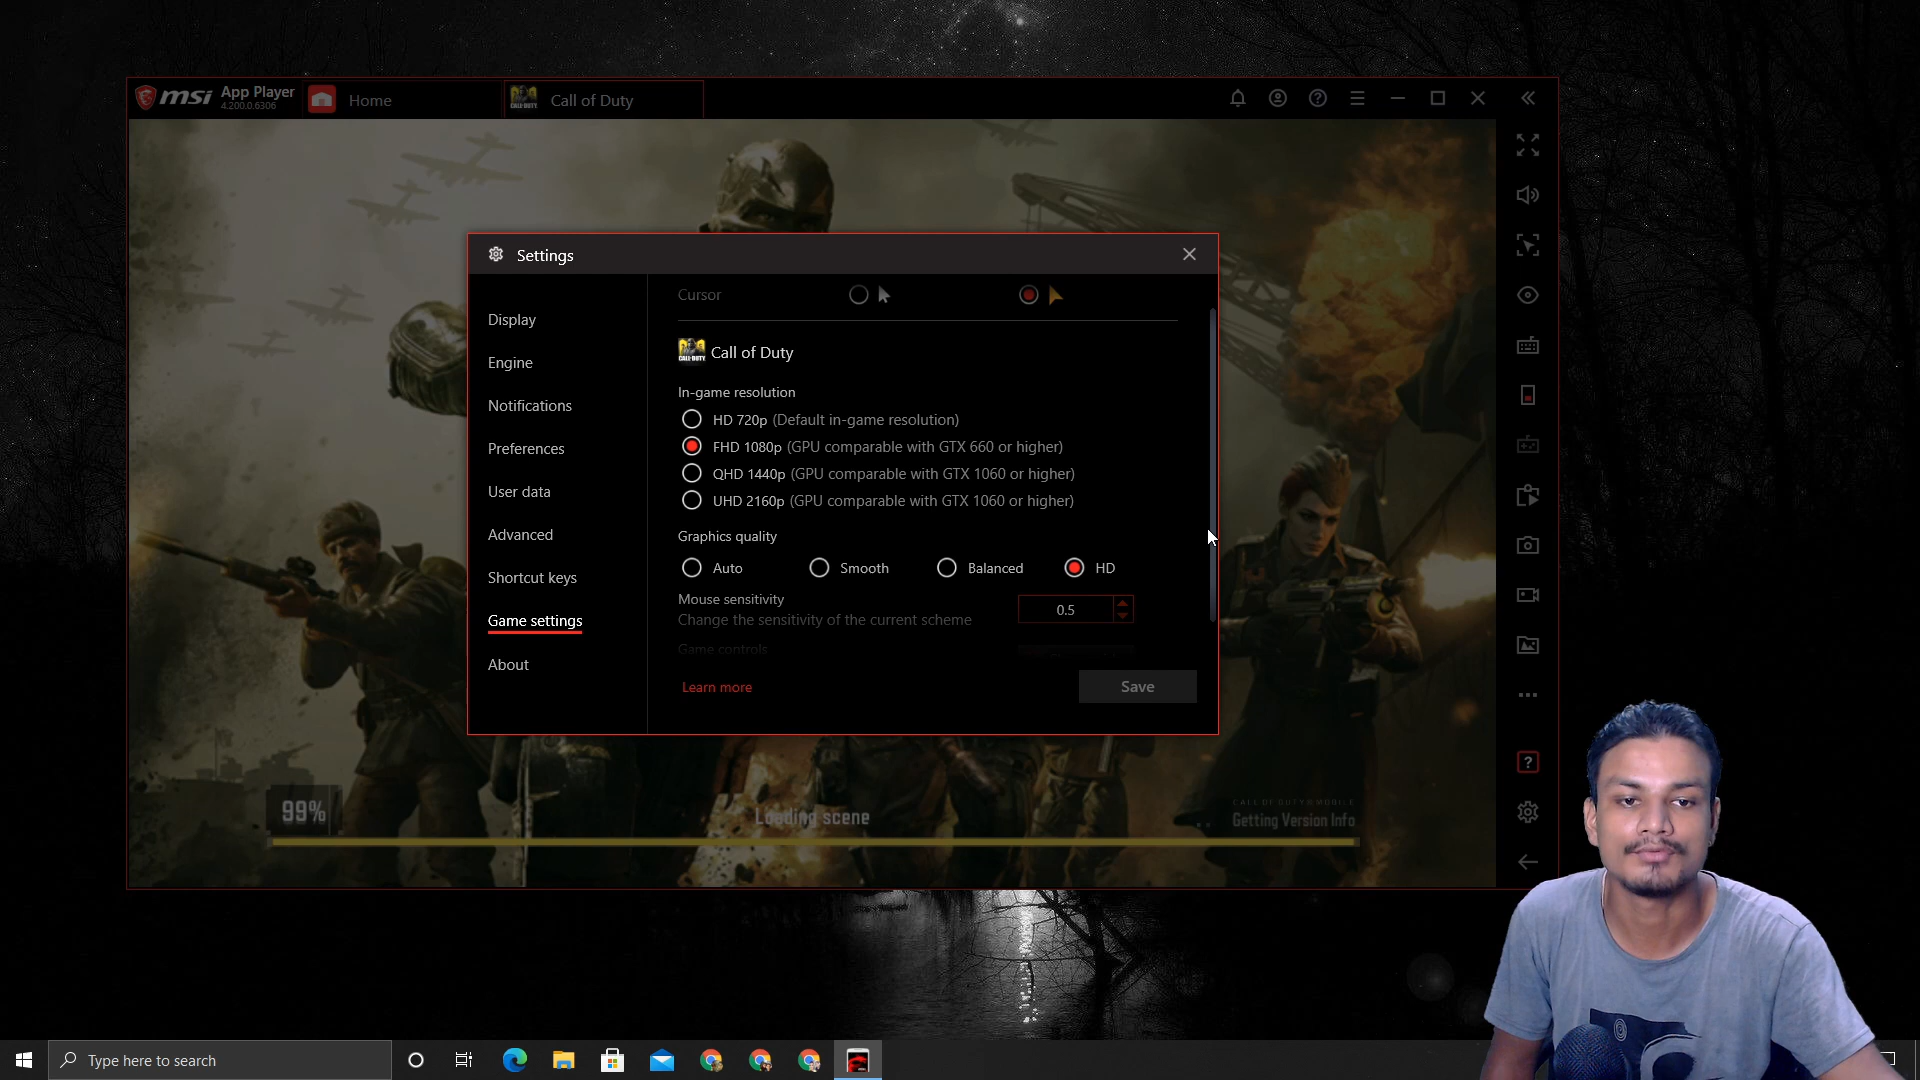 msi App Player
4.200.0.6306
Home
Call of Duty
Settings
Display
Engine
Notifications
Preferences
User data
Advanced
Shortcut keys
Game settings
About
Cursor
Call of Duty
In-game resolution
HD 720p (Default in-game resolution)
FHD 1080p (GPU comparable with GTX 660 or higher)
QHD 1440p (GPU comparable with GTX 1060 or higher)
UHD 2160p (GPU comparable with GTX 1060 or higher)
Graphics quality
Auto
Smooth
Balanced
HD
Mouse sensitivity
Change the sensitivity of the current scheme
0.5
Game controls
Learn more
Save
99%
Loading scene
CALL OF DUTY® MOBILE
Getting Version Info
Type here to search